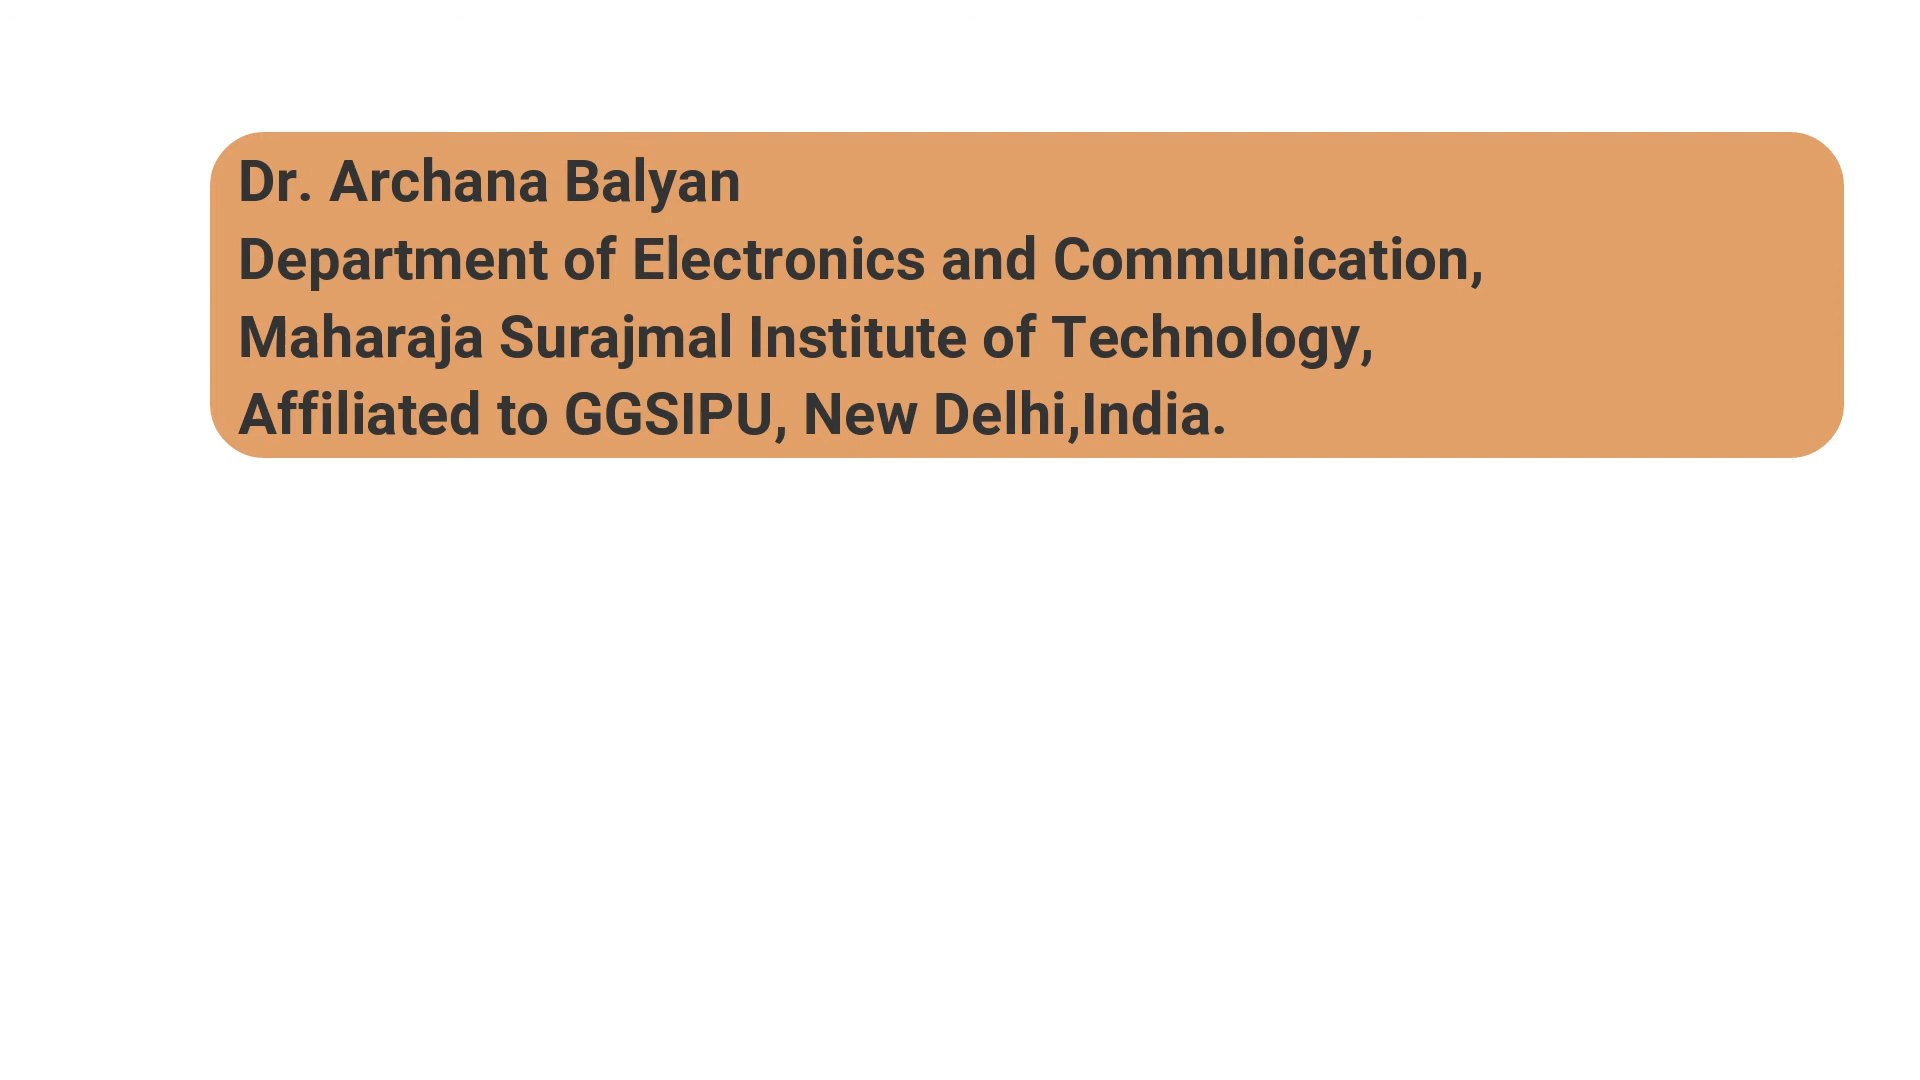 Dr. Archana Balyan
Department of Electronics and Communication,
Maharaja Surajmal Institute of Technology,
Affiliated to GGSIPU, New Delhi,India.